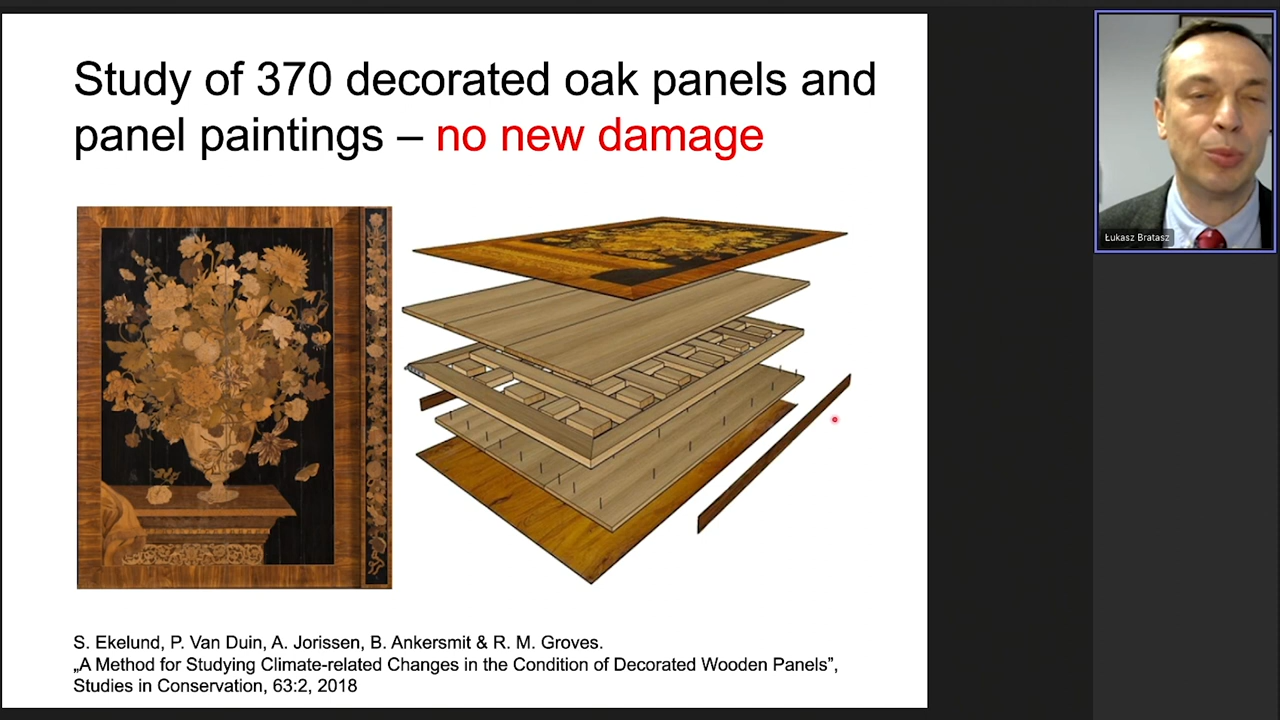 Study of 370 decorated oak panels and
panel paintings – no new damage
Łukasz Bratasz
S. Ekelund, P. Van Duin, A. Jorissen, B. Ankersmit & R. M. Groves.
„A Method for Studying Climate-related Changes in the Condition of Decorated Wooden Panels”,
Studies in Conservation, 63:2, 2018